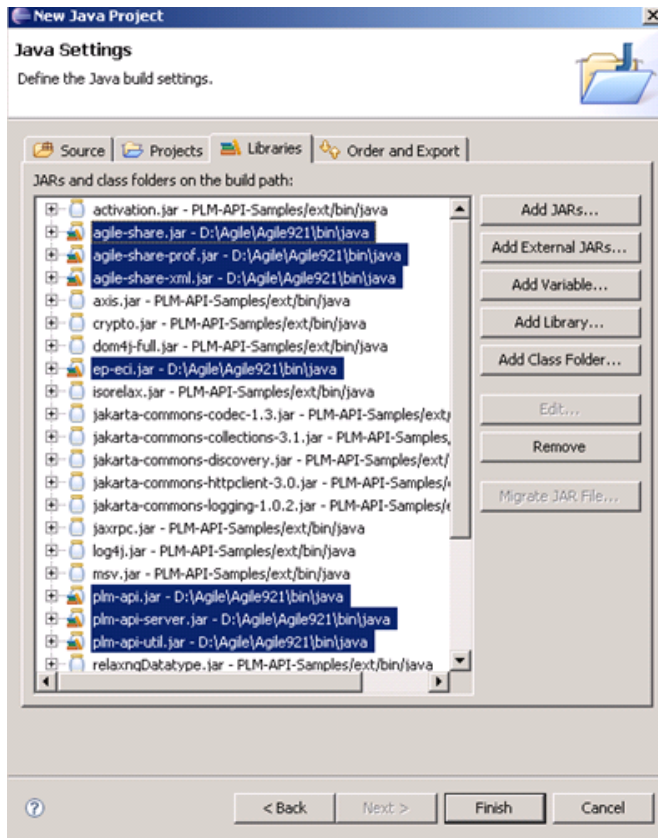 New Java Project
Java Settings
Define the Java build settings.
Source Projects Libraries Order and Export
JARs and class folders on the build path:
activation.jar - PLM-API-Samples/ext/bin/java
agile-share.jar - D:\Agile\Agile921\bin\java
agile-share-prof.jar - D:\Agile\Agile921\bin\java
agile-share-xml.jar - D:\Agile\Agile921\bin\java
axis.jar - PLM-API-Samples/ext/bin/java
crypto.jar - PLM-API-Samples/ext/bin/java
dom4j-full.jar - PLM-API-Samples/ext/bin/java
ep-eci.jar - D:\Agile\Agile921\bin\java
isorelax.jar - PLM-API-Samples/ext/bin/java
jakarta-commons-codec-1.3.jar - PLM-API-Samples/ext/
jakarta-commons-collections-3.1.jar - PLM-API-Samples,
jakarta-commons-discovery.jar - PLM-API-Samples/ext/
jakarta-commons-httpclient-3.0.jar - PLM-API-Samples/
jakarta-commons-logging-1.0.2.jar - PLM-API-Samples/
jaxrpc.jar - PLM-API-Samples/ext/bin/java
log4j.jar - PLM-API-Samples/ext/bin/java
msv.jar - PLM-API-Samples/ext/bin/java
plm-api.jar - D:\Agile\Agile921\bin\java
plm-api-server.jar - D:\Agile\Agile921\bin\java
plm-api-util.jar - D:\Agile\Agile921\bin\java
relaxngDatatype.jar - PLM-API-Samples/ext/bin/java
Add JARs...
Add External JARs...
Add Variable...
Add Library...
Add Class Folder...
Edit...
Remove
Migrate JAR File...
? < Back Next > Finish Cancel